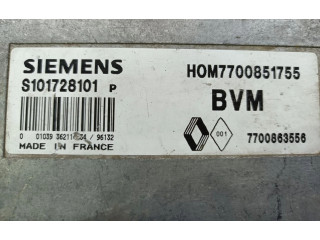 SIEMENS
HOM7700851755
S101728101 P
BVM
001
7700863556
MADE IN FRANCE